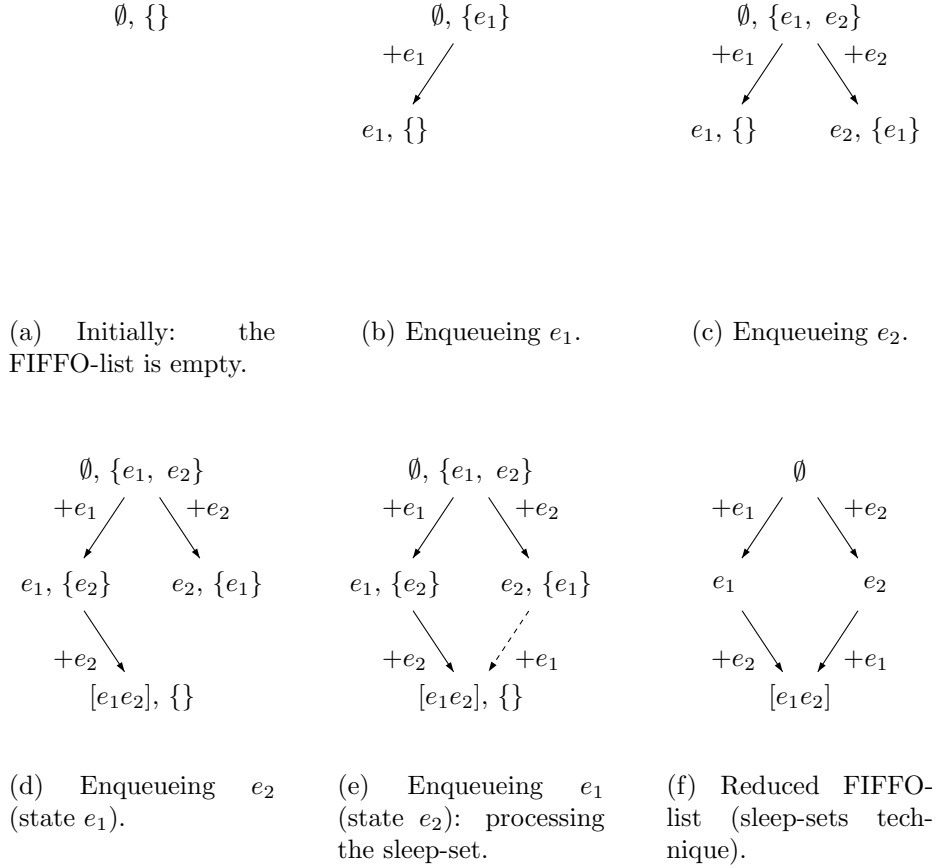 ∅, {}
∅, {e₁}
∅, {e₁, e₂}
+e₁
+e₁
+e₂
e₁, {}
e₁, {}
e₂, {e₁}
(a) Initially: the
FIFFO-list is empty.
(b) Enqueueing e₁.
(c) Enqueueing e₂.
∅, {e₁, e₂}
∅, {e₁, e₂}
∅
+e₁
+e₂
+e₁
+e₂
+e₁
+e₂
e₁, {e₂}
e₂, {e₁}
e₁, {e₂}
e₂, {e₁}
e₁
e₂
+e₂
+e₂
+e₁
+e₂
+e₁
[e₁e₂], {}
[e₁e₂], {}
[e₁e₂]
(d) Enqueueing e₂
(state e₁).
(e) Enqueueing e₁
(state e₂): processing
the sleep-set.
(f) Reduced FIFFO-
list (sleep-sets tech-
nique).